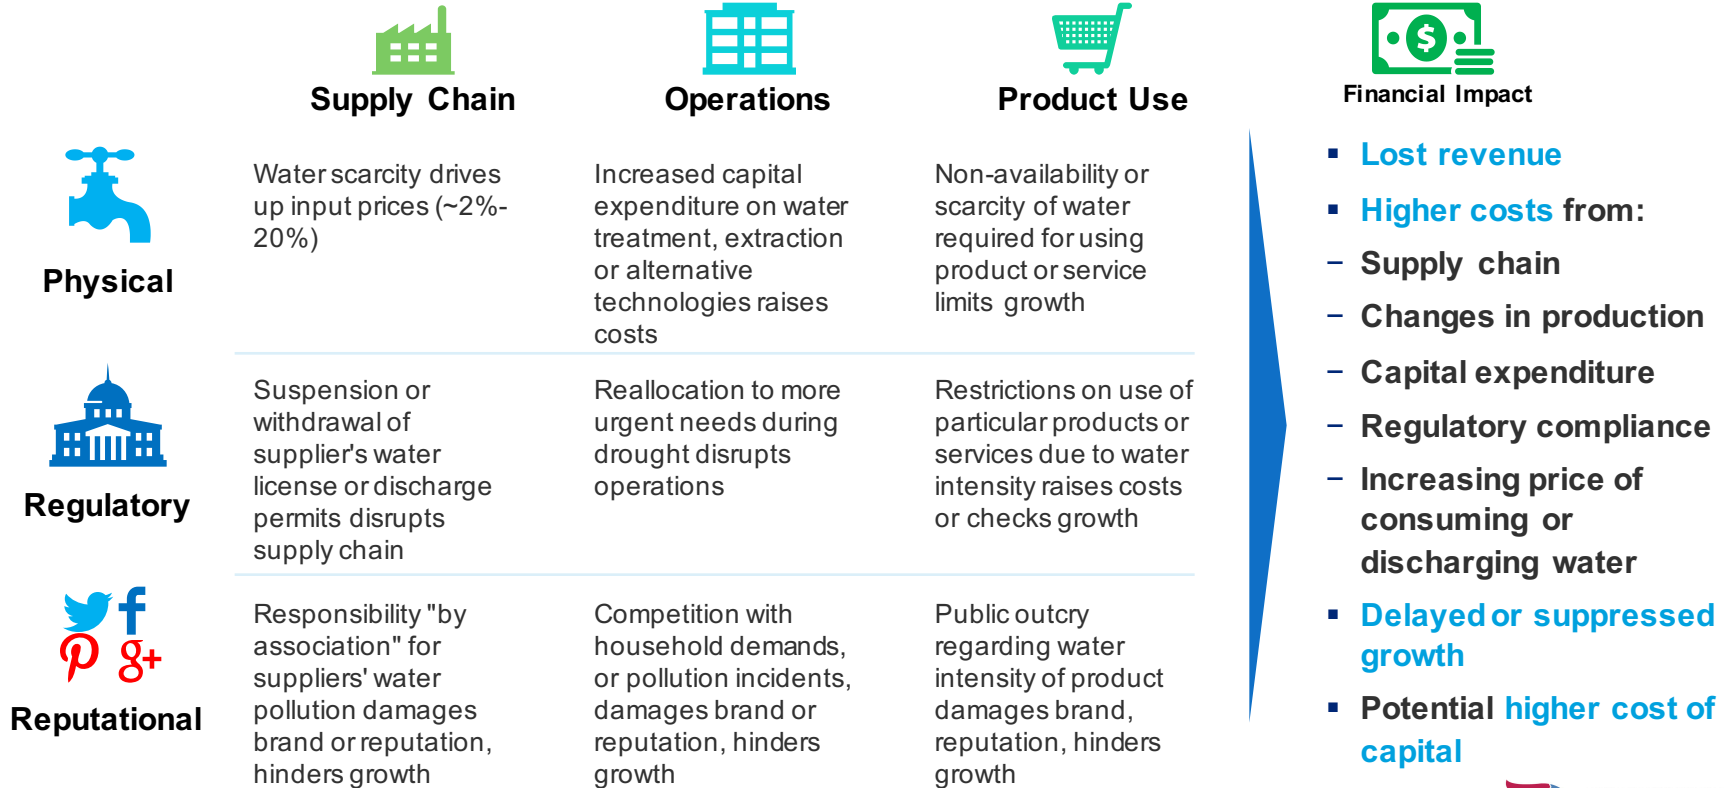 Supply Chain
Operations
Product Use
Financial Impact
Physical
Water scarcity drives
up input prices (~2%-
20%)
Increased capital
expenditure on water
treatment, extraction
or alternative
technologies raises
costs
Non-availability or
scarcity of water
required for using
product or service
limits growth
Regulatory
Suspension or
withdrawal of
supplier's water
license or discharge
permits disrupts
supply chain
Reallocation to more
urgent needs during
drought disrupts
operations
Restrictions on use of
particular products or
services due to water
intensity raises costs
or checks growth
Reputational
Responsibility "by
association" for
suppliers' water
pollution damages
brand or reputation,
hinders growth
Competition with
household demands,
or pollution incidents,
damages brand or
reputation, hinders
growth
Public outcry
regarding water
intensity of product
damages brand,
reputation, hinders
growth
▪ Lost revenue
▪ Higher costs from:
– Supply chain
– Changes in production
– Capital expenditure
– Regulatory compliance
– Increasing price of
consuming or
discharging water
▪ Delayed or suppressed
growth
▪ Potential higher cost of
capital